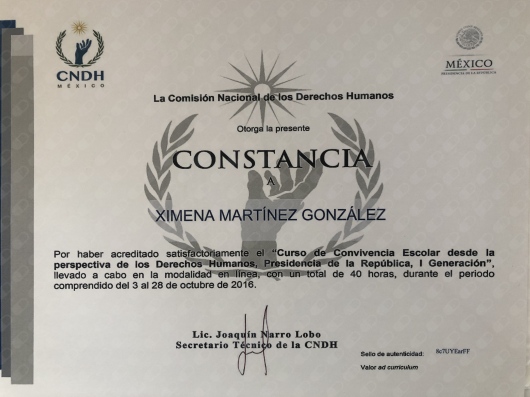 CNDH
MÉXICO
MÉXICO
PRESIDENCIA DE LA REPÚBLICA
La Comisión Nacional de los Derechos Humanos
Otorga la presente
CONSTANCIA
A
XIMENA MARTÍNEZ GONZÁLEZ
Por haber acreditado satisfactoriamente el “Curso de Convivencia Escolar desde la
perspectiva de los Derechos Humanos, Presidencia de la República, I Generación”,
llevado a cabo en la modalidad en línea, con un total de 40 horas, durante el periodo
comprendido del 3 al 28 de octubre de 2016.
Lic. Joaquín Narro Lobo
Secretario Técnico de la CNDH
Sello de autenticidad: 8c7UYEarFF
Valor ad curriculum